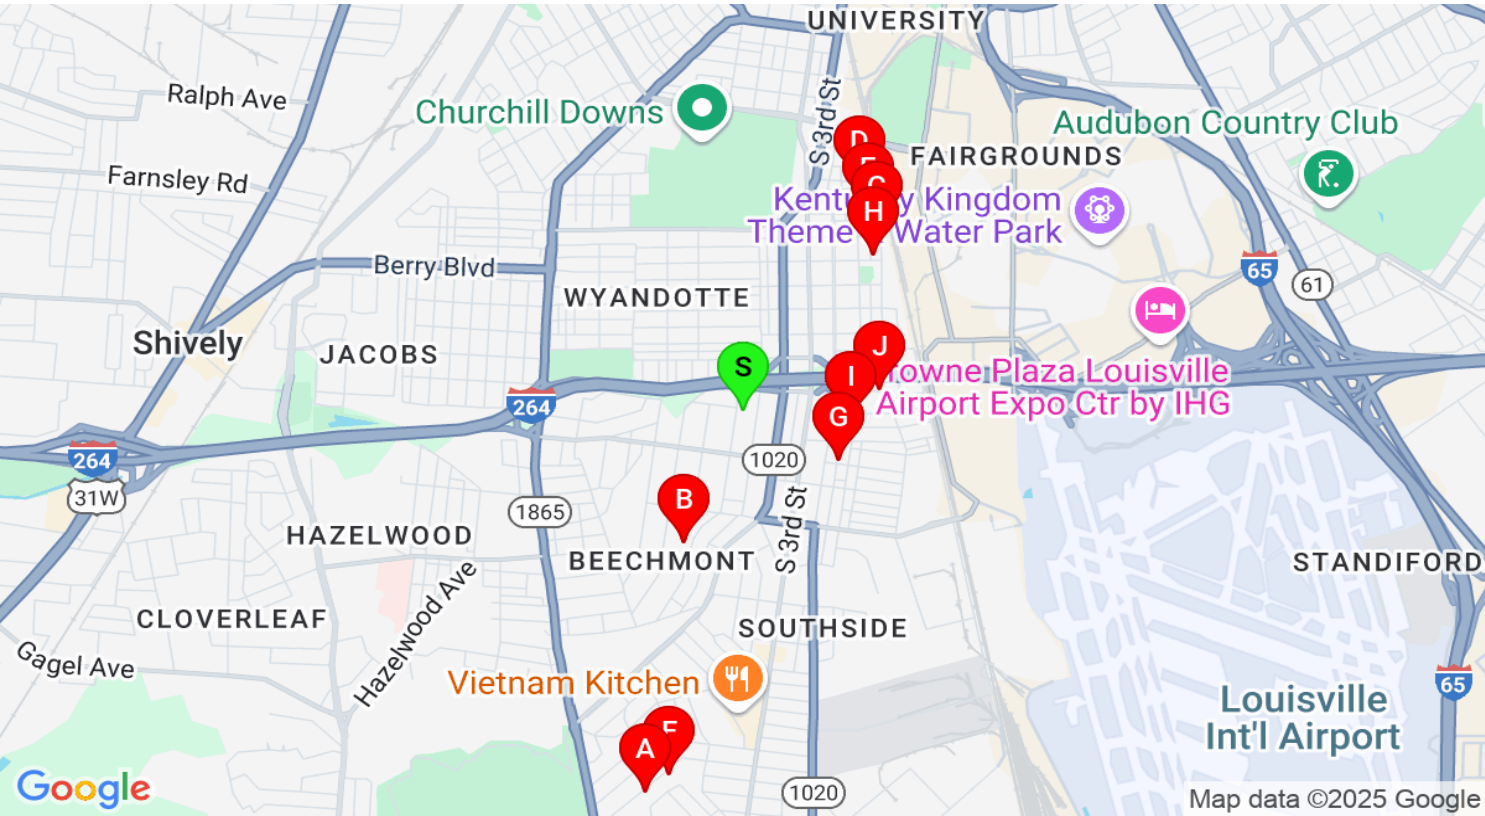 UNIVERSITY
Ralph Ave
Churchill Downs
S 3rd St
Audubon Country Club
D
FAIRGROUNDS
Farnsley Rd
H
Kingdom
Theme
Water Park
65
61
Berry Blvd
WYANDOTTE
Shively
JACOBS
S
J
I
Plaza Louisville
Airport Expo Ctr by IHG
264
G
264
31W
1020
B
1865
S 3rd St
HAZELWOOD
BEECHMONT
STANDIFORD
CLOVERLEAF
Hazelwood Ave
SOUTHSIDE
Gagel Ave
Vietnam Kitchen
65
Louisville
Int'l Airport
A
1020
Google
Map data ©2025 Google